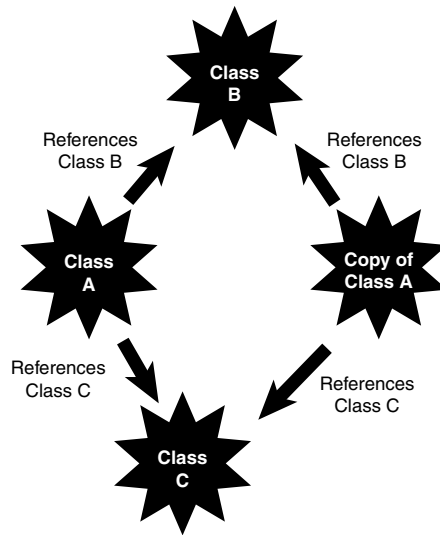 Class
B
References
Class B
References
Class B
Class
A
Copy of
Class A
References
Class C
References
Class C
Class
C